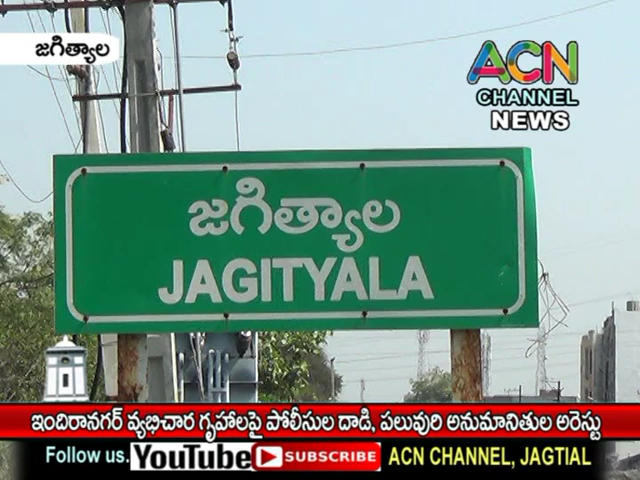 జగిత్యాల
ACN
CHANNEL
NEWS
జగిత్యాల
JAGITYALA
ఇందిరానగర్ వ్యభిచార గృహాలపై పోలీసుల దాడి, పలువురి అనుమానితుల అరెస్టు
Follow us. YouTube SUBSCRIBE ACN CHANNEL, JAGTIAL